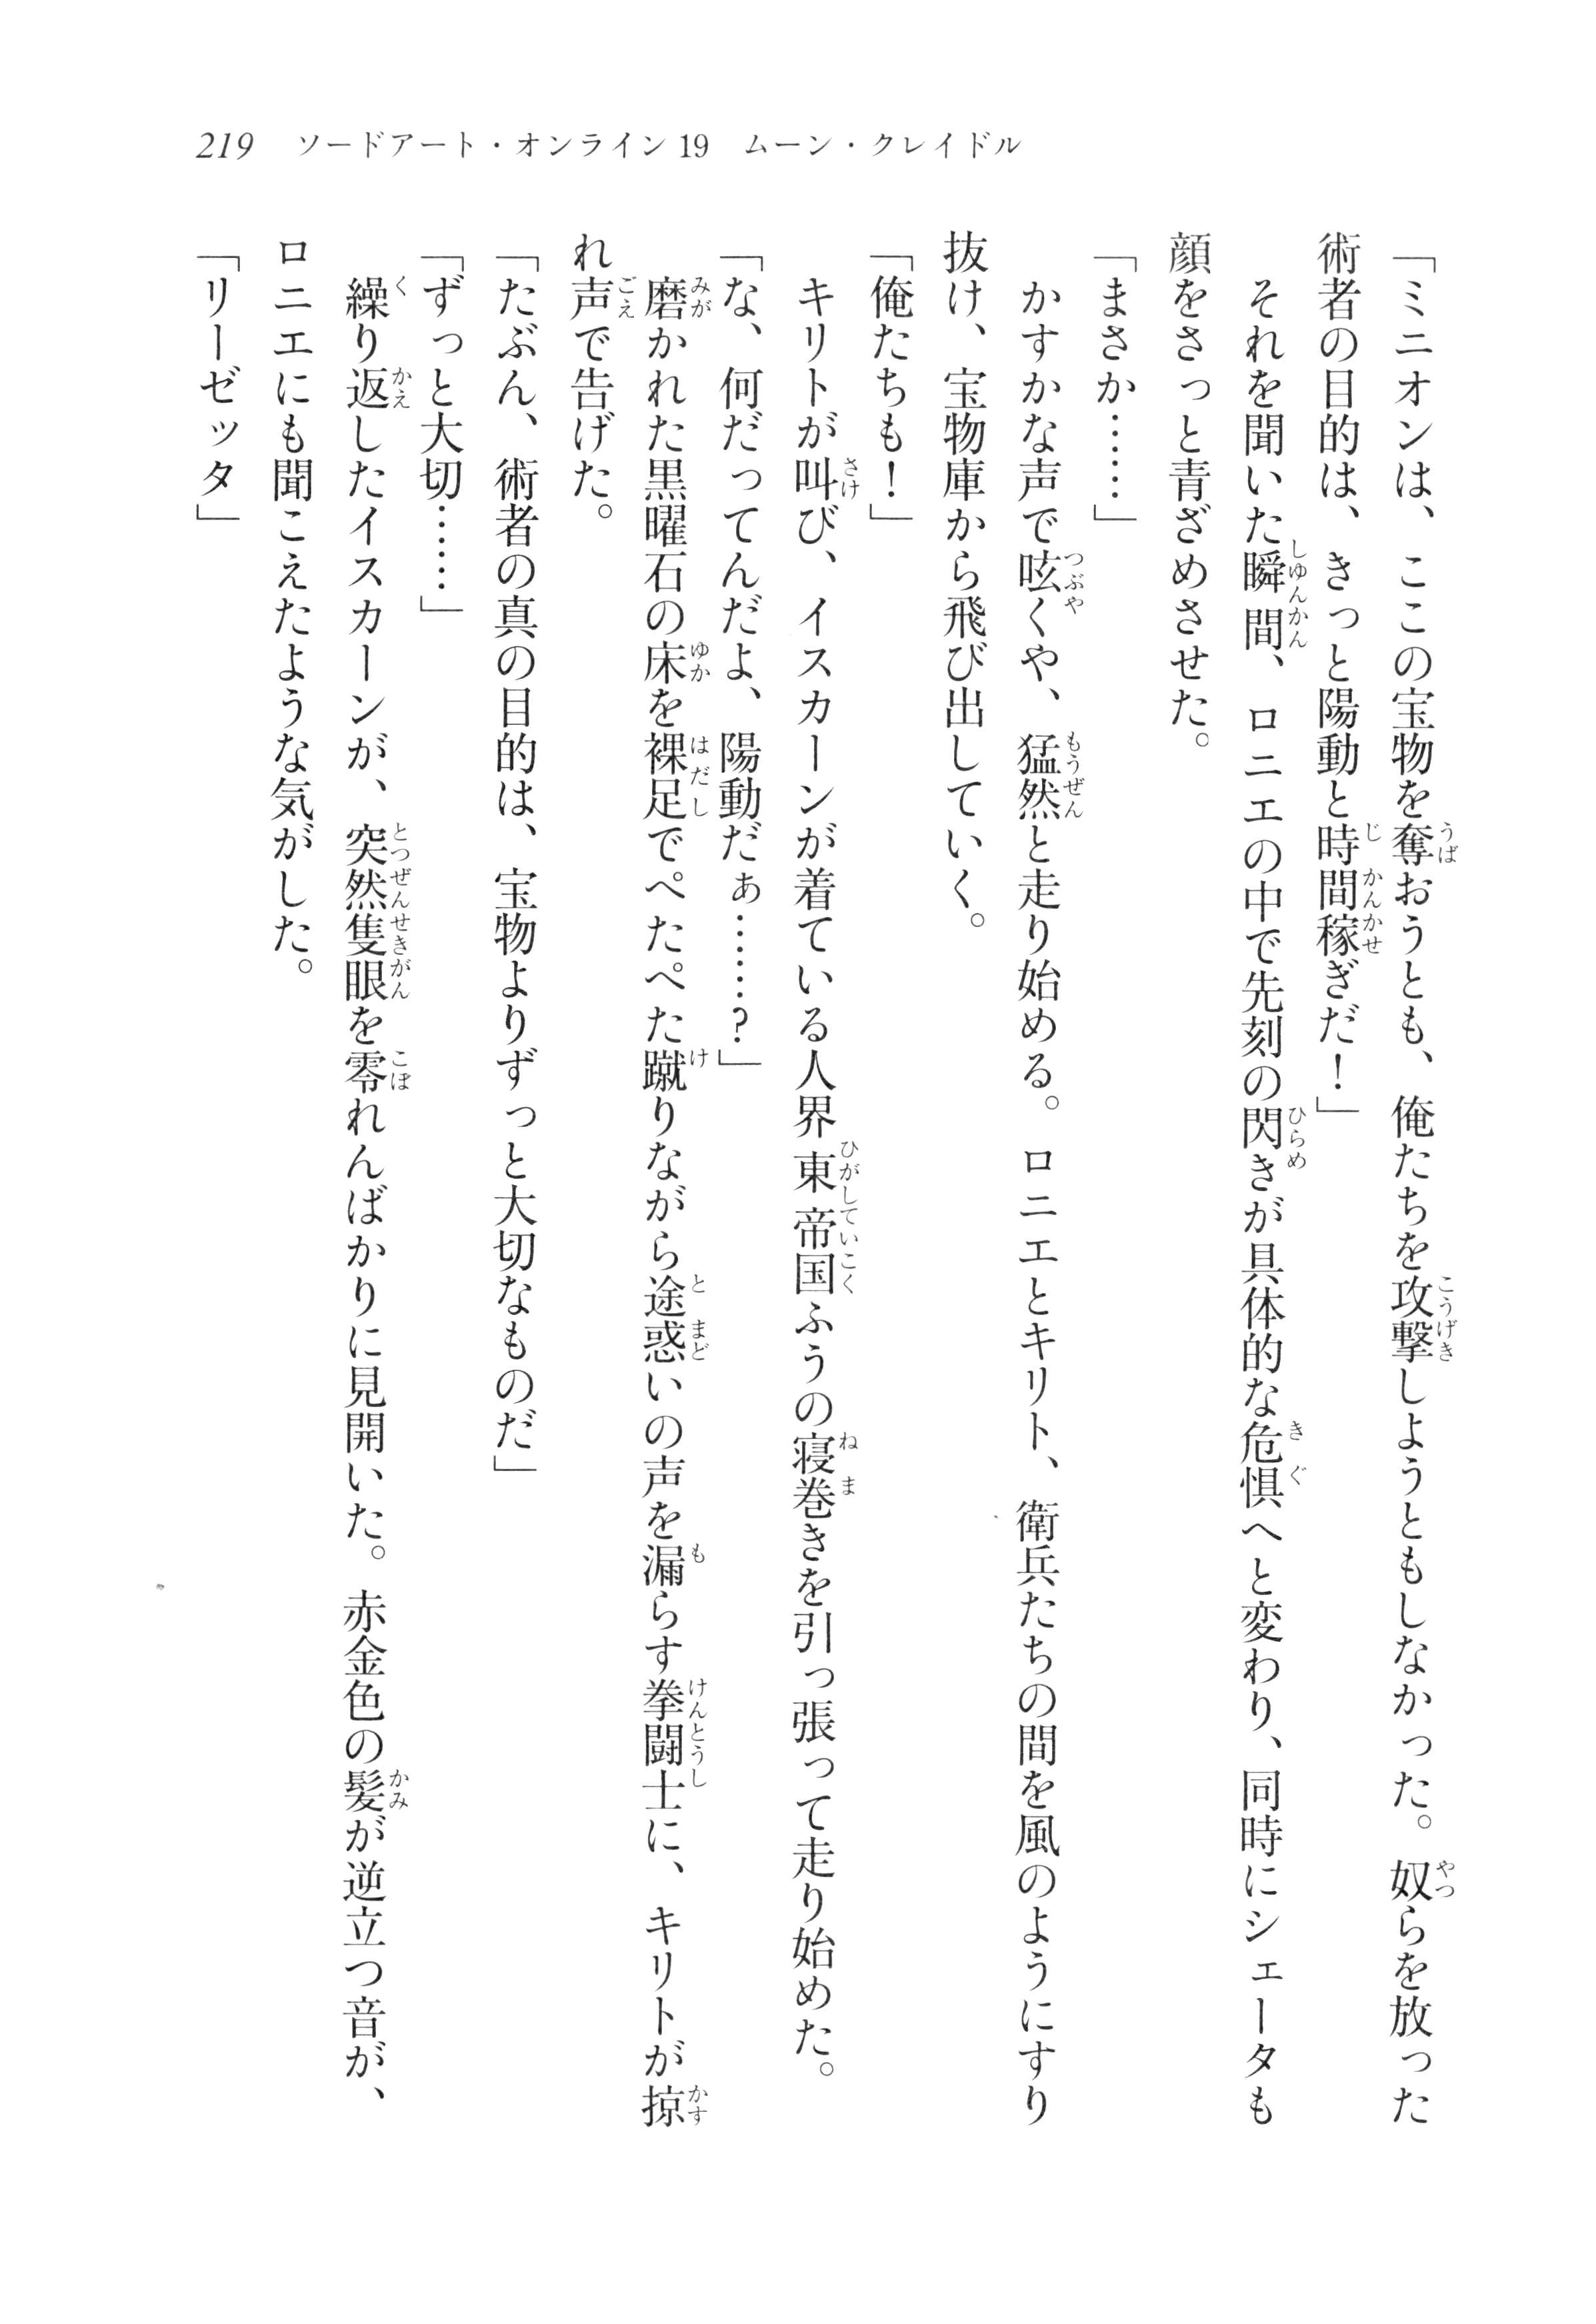 219 ソードアート・オンライン19 ムーン・クレイドル
「ミニオンは、ここの宝物を奪おうとも、俺たちを攻撃しようともしなかった。奴らを放った
術者の目的は、きっと陽動と時間稼ぎだ！」
それを聞いた瞬間、ロニエの中で先刻の閃きが具体的な危惧へと変わり、同時にシェータも
顔をさっと青ざめさせた。
「まさか……」
かすかな声で呟くや、猛然と走り始める。ロニエとキリト、衛兵たちの間を風のようにすり
抜け、宝物庫から飛び出していく。
「俺たちも！」
キリトが叫び、イスカーンが着ている人界東帝国ふうの寝巻きを引っ張って走り始めた。
「な、何だってんだよ、陽動だぁ……？」
磨かれた黒曜石の床を裸足でぺたぺた蹴りながら途惑いの声を漏らす拳闘士に、キリトが掠
れ声で告げた。
「たぶん、術者の真の目的は、宝物よりずっと大切なものだ」
「ずっと大切……」
繰り返したイスカーンが、突然隻眼を零れんばかりに見開いた。赤金色の髪が逆立つ音が、
ロニエにも聞こえたような気がした。
「リーゼッタ」